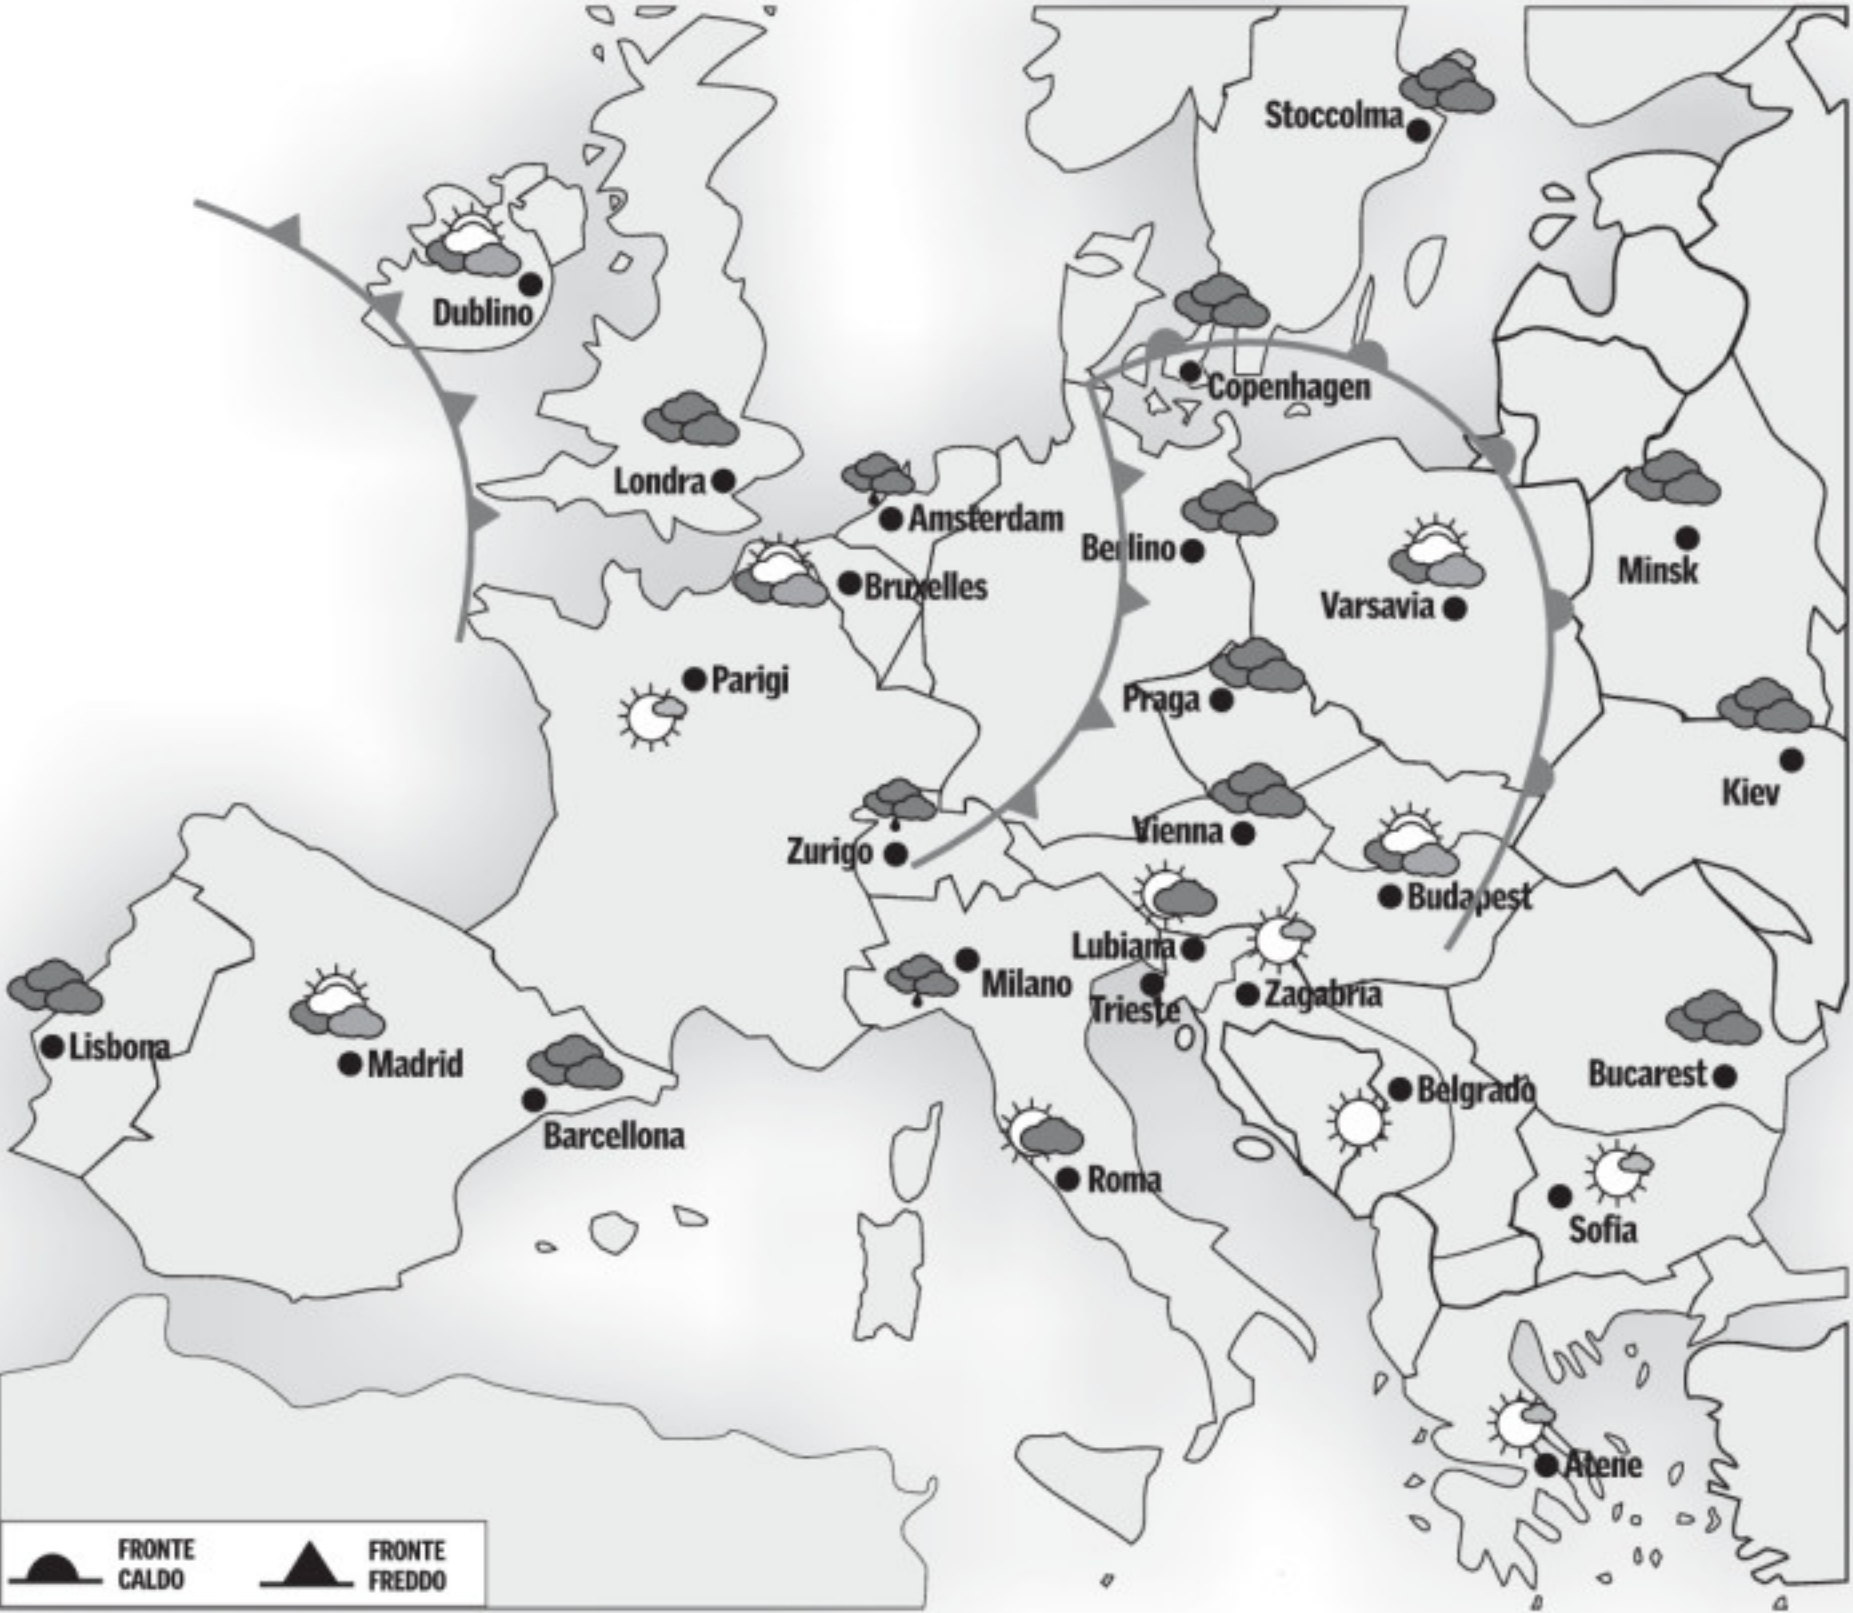 Stoccolma
Dublino
Copenhagen
Londra
Amsterdam
Berlino
Minsk
Bruxelles
Varsavia
Parigi
Praga
Kiev
Vienna
Zurigo
Budapest
Lubiana
Milano
Zagabria
Trieste
Lisbona
Madrid
Bucarest
Belgrado
Barcellona
Roma
Sofia
Atene
FRONTE
CALDO
FRONTE
FREDDO